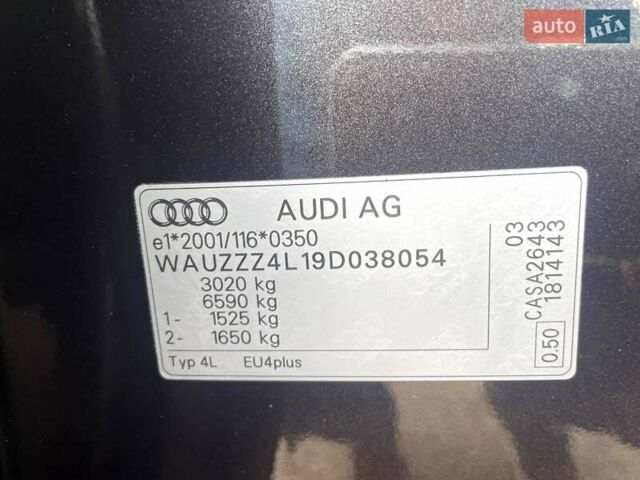 auto RIA
.com
AUDI AG
e1*2001/116*0350
WAUZZZ4L19D038054
3020 kg
6590 kg
1- 1525 kg
2- 1650 kg
Typ 4L EU4plus
03
CASA2643
1814143
0.50